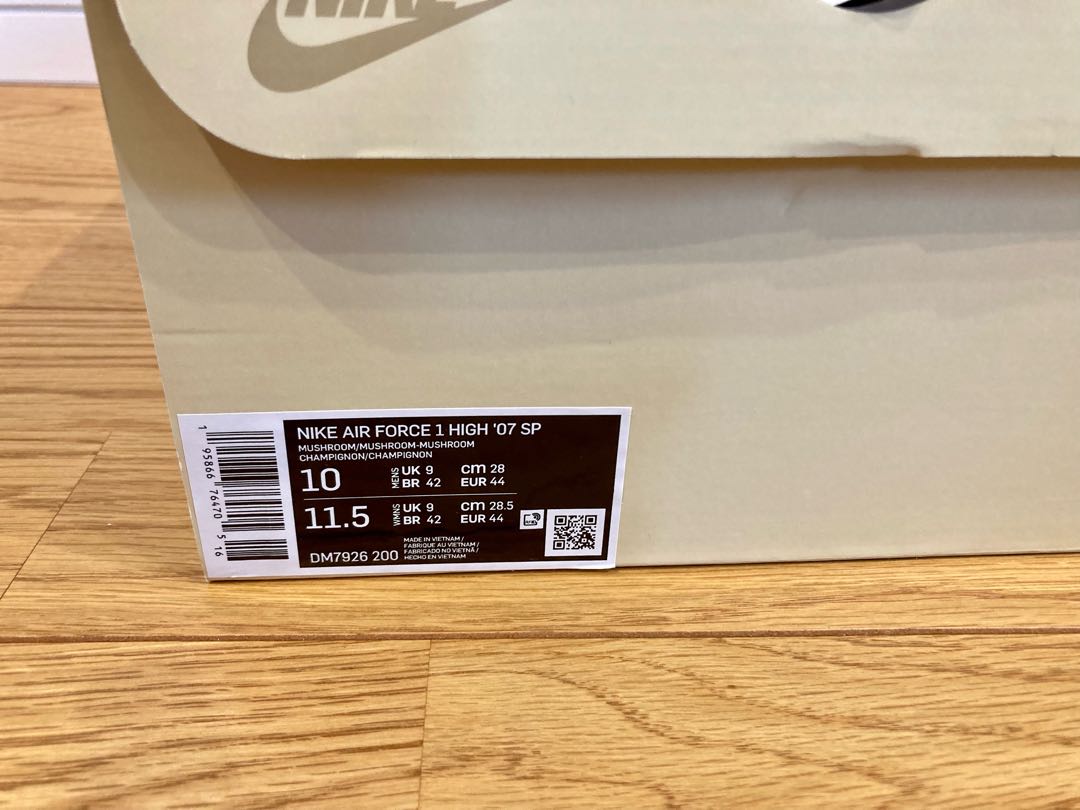 NIKE
NIKE AIR FORCE 1 HIGH '07 SP
MUSHROOM/MUSHROOM-MUSHROOM
CHAMPIGNON/CHAMPIGNON
10 MENS UK 9 cm 28
BR 42 EUR 44
11.5 WMNS UK 9 cm 28.5
BR 42 EUR 44
DM7926 200
MADE IN VIETNAM /
FABRIQUE AU VIETNAM /
FABRICADO NO VIETNÃ /
HECHO EN VIETNAM
1 95866 76470 5 16